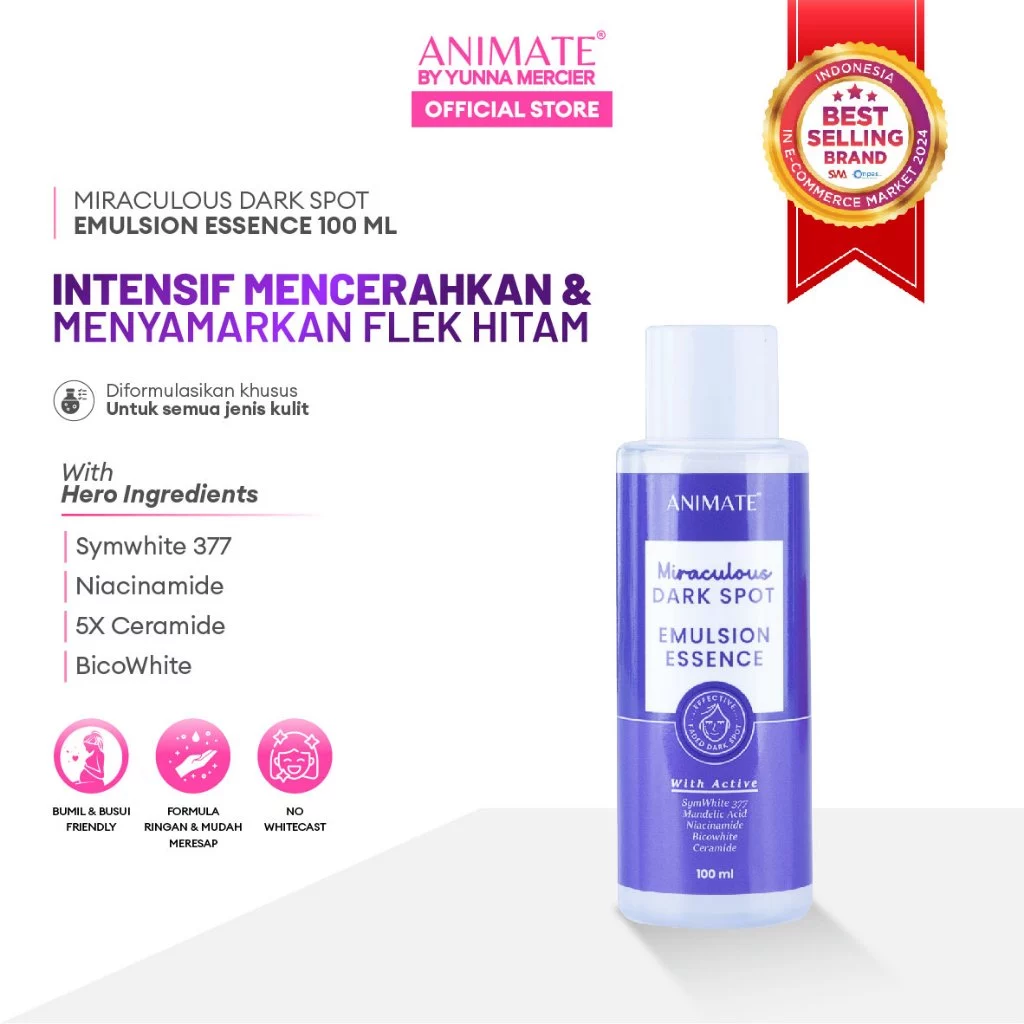 ANIMATE®
BY YUNNA MERCIER
OFFICIAL STORE
INDONESIA
BEST
SELLING
BRAND
SWA
IN E-COMMERCE MARKET 2024
MIRACULOUS DARK SPOT
EMULSION ESSENCE 100 ML
INTENSIF MENCERAHKAN &
MENYAMARKAN FLEK HITAM
Diformulasikan khusus
Untuk semua jenis kulit
With
Hero Ingredients
Symwhite 377
Niacinamide
5X Ceramide
BicoWhite
BUMIL & BUSUI
FRIENDLY
FORMULA
RINGAN & MUDAH
MERESAP
NO
WHITECAST
ANIMATE®
Miraculous
DARK SPOT
EMULSION
ESSENCE
EFFECTIVE
FADED DARK SPOT
With Active
SymWhite 377
Mandelic Acid
Niacinamide
Bicowhite
Ceramide
100 ml